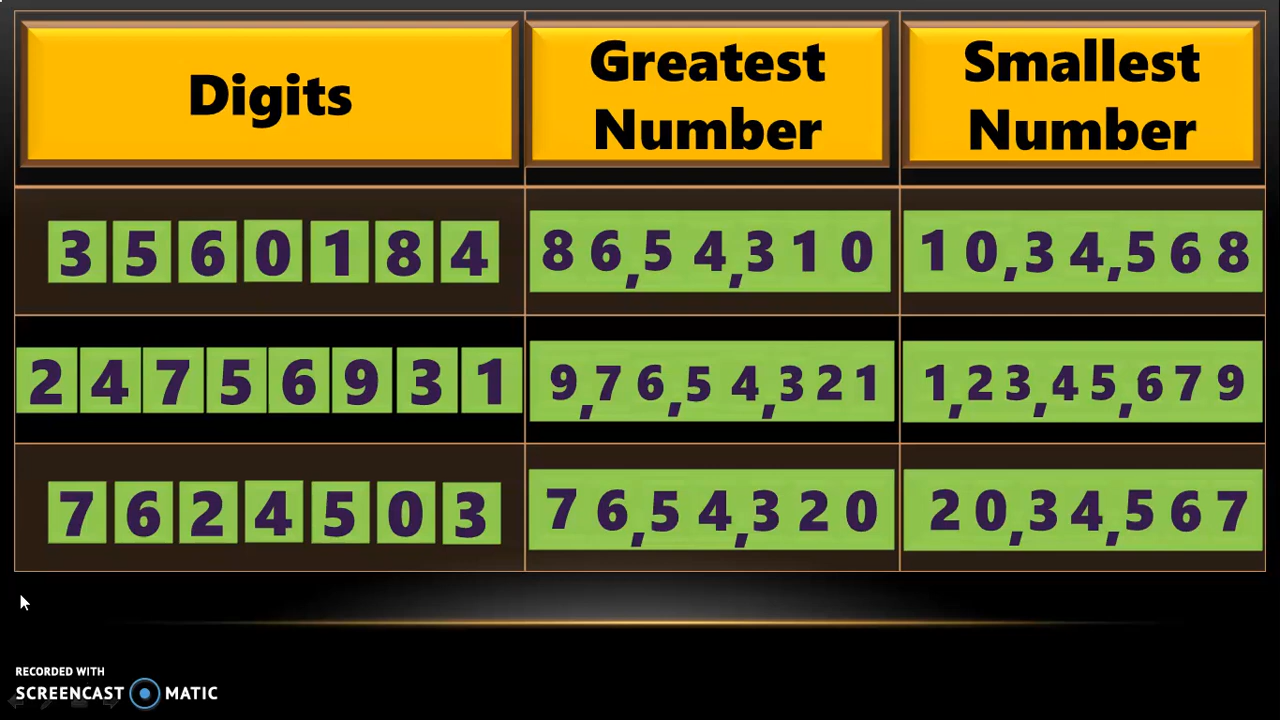 Digits
Greatest
Number
Smallest
Number
3 5 6 0 1 8 4
8 6,5 4,3 1 0
1 0,3 4,5 6 8
2 4 7 5 6 9 3 1
9,7 6,5 4,3 2 1
1,2 3,4 5,6 7 9
7 6 2 4 5 0 3
7 6,5 4,3 2 0
2 0,3 4,5 6 7
RECORDED WITH
SCREENCAST MATIC